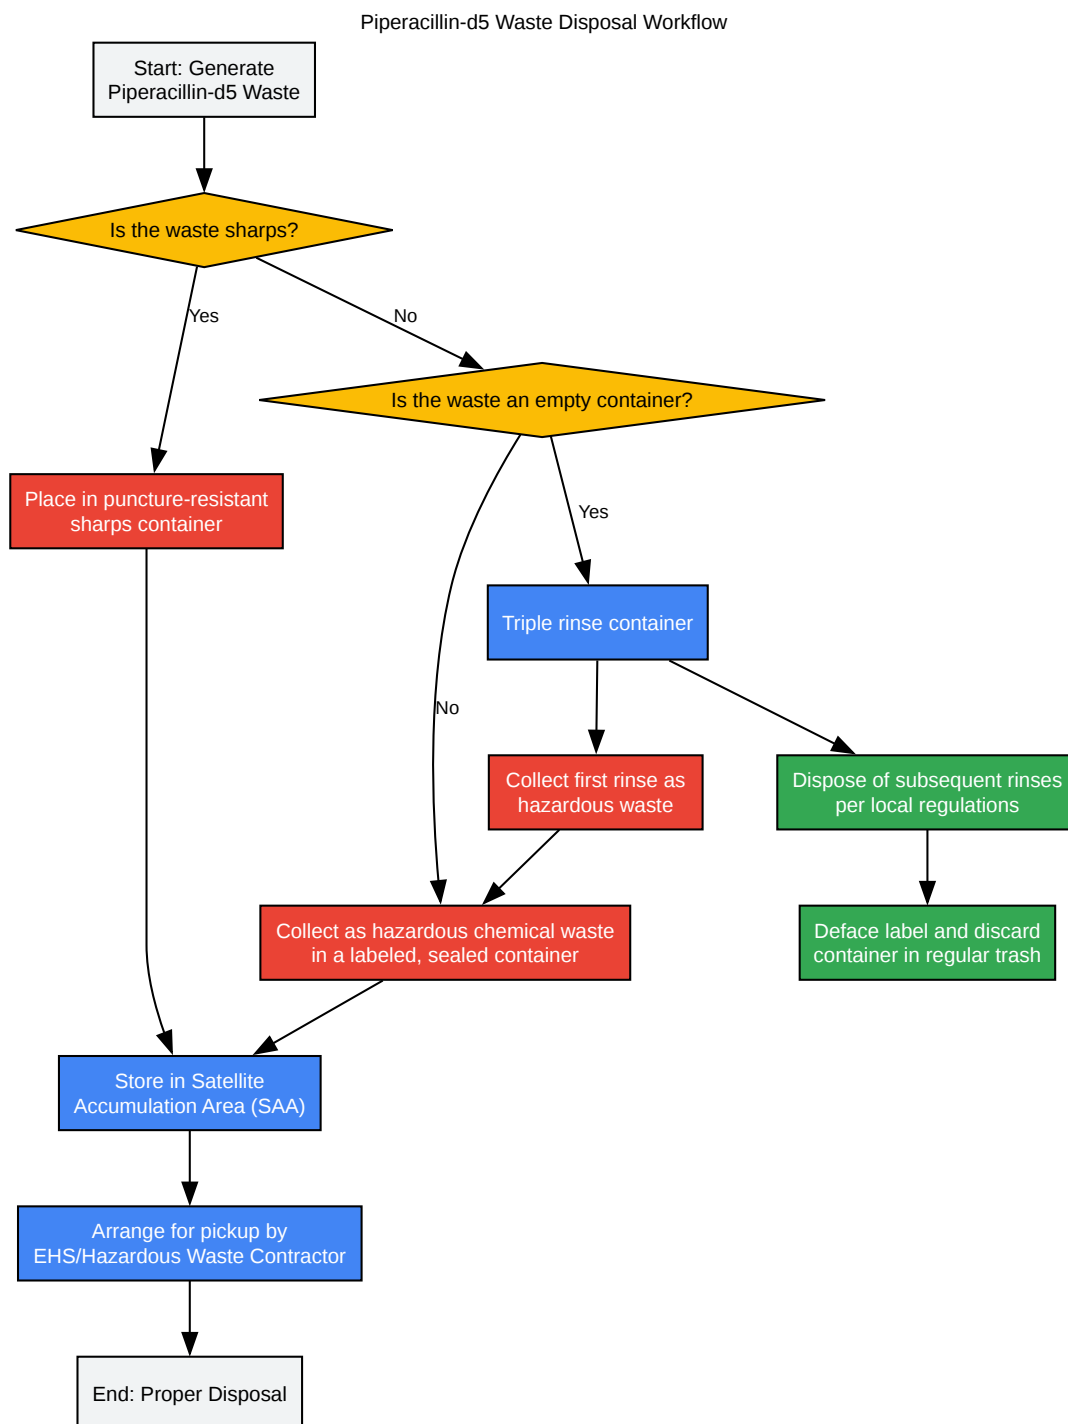 Piperacillin-d5 Waste Disposal Workflow
Start: Generate
Piperacillin-d5 Waste
Is the waste sharps?
Yes
No
Is the waste an empty container?
Place in puncture-resistant
sharps container
Yes
Triple rinse container
No
Collect first rinse as
hazardous waste
Dispose of subsequent rinses
per local regulations
Collect as hazardous chemical waste
in a labeled, sealed container
Deface label and discard
container in regular trash
Store in Satellite
Accumulation Area (SAA)
Arrange for pickup by
EHS/Hazardous Waste Contractor
End: Proper Disposal